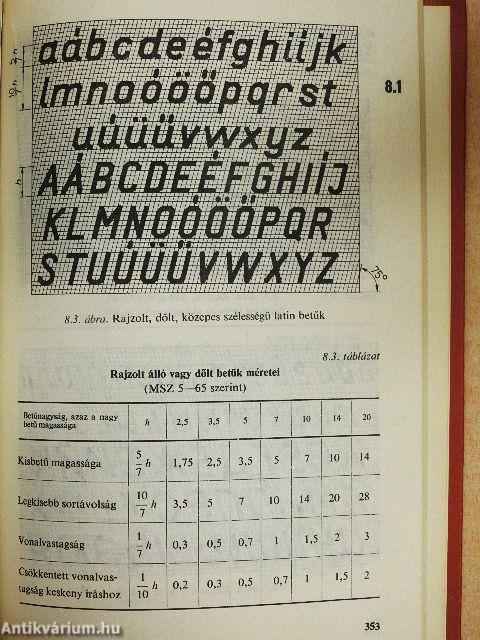 aábcdeéfghiíjk
lmnoóöőpqrst
uúüűvwxyz
AÁBCDEÉFGHIÍJ
KLMNOÓÖŐPQR
STUÚÜŰVWXYZ
75°
8.1
8.3. ábra. Rajzolt, dőlt, közepes szélességű latin betűk
8.3. táblázat
Rajzolt álló vagy dőlt betűk méretei
(MSZ 5—65 szerint)
Betűnagyság, azaz a nagy betű magassága h 2,5 3,5 5 7 10 14 20
Kisbetű magassága 5/7 h 1,75 2,5 3,5 5 7 10 14
Legkisebb sortávolság 10/7 h 3,5 5 7 10 14 20 28
Vonalvastagság 1/7 h 0,3 0,5 0,7 1 1,5 2 3
Csökkentett vonalvas-
tagság keskeny íráshoz 1/10 h 0,2 0,3 0,5 0,7 1 1,5 2
353
Antikvárium.hu